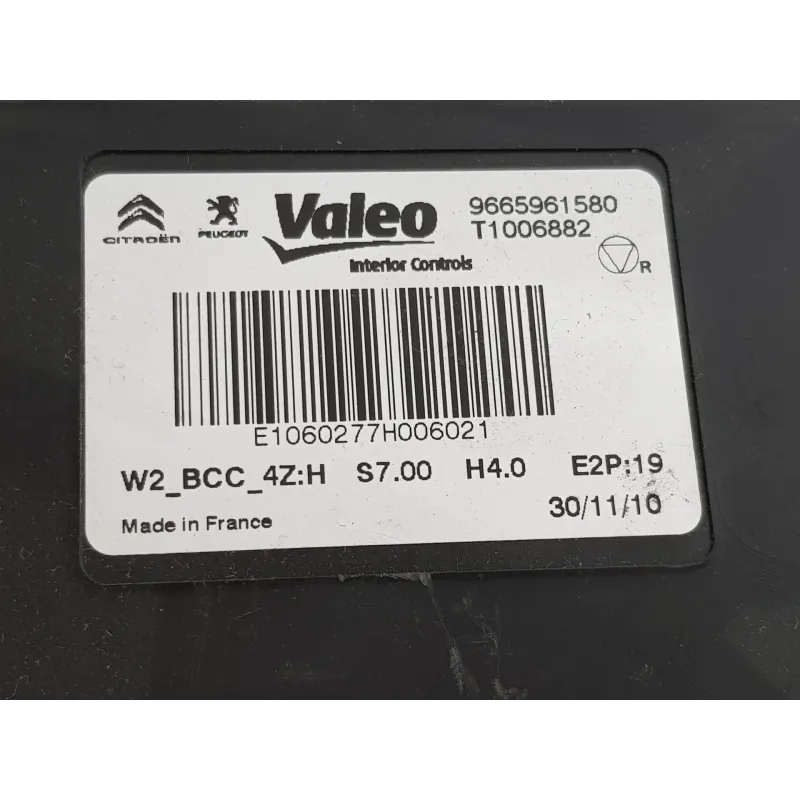 CITROËN PEUGEOT Valeo 9665961580
T1006882
Interior Controls
R
E1060277H006021
W2_BCC_4Z:H S7.00 H4.0 E2P:19
30/11/10
Made in France